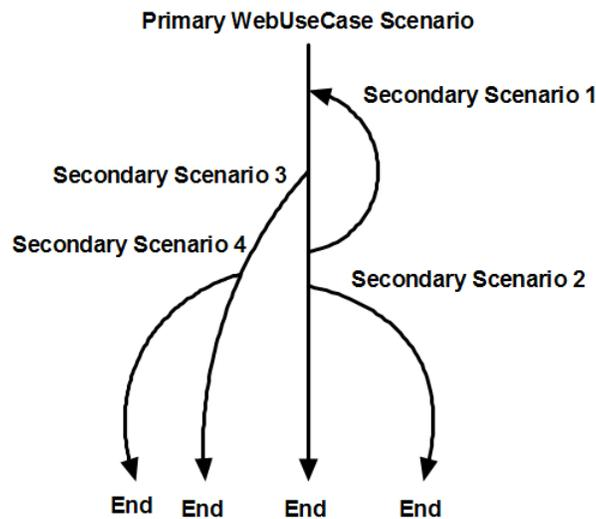 Primary WebUseCase Scenario
Secondary Scenario 1
Secondary Scenario 3
Secondary Scenario 4
Secondary Scenario 2
End
End
End
End